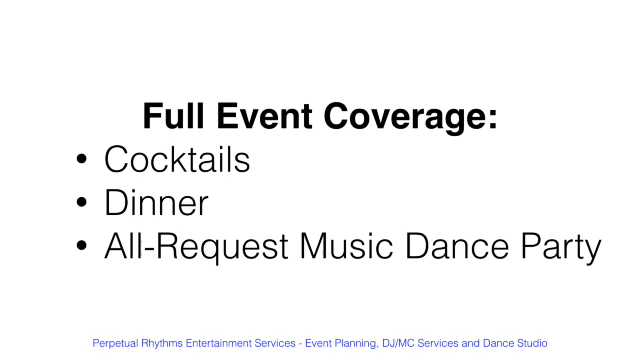 Full Event Coverage:
• Cocktails
• Dinner
• All-Request Music Dance Party
Perpetual Rhythms Entertainment Services - Event Planning, DJ/MC Services and Dance Studio